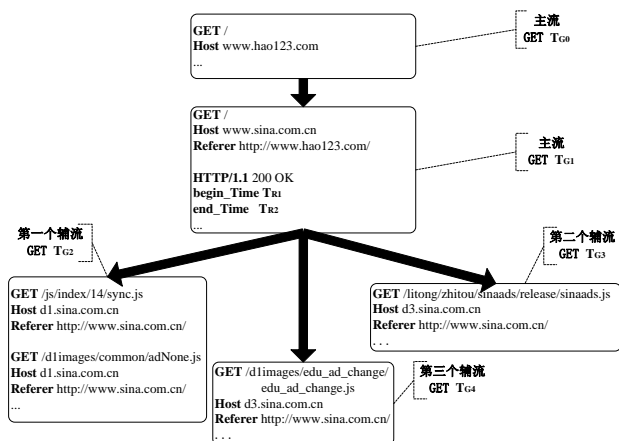 GET /
Host www.hao123.com
...
主流
GET TG0
GET /
Host www.sina.com.cn
Referer http://www.hao123.com/
HTTP/1.1 200 OK
begin_Time TR1
end_Time TR2
...
主流
GET TG1
第一个辅流
GET TG2
GET /js/index/14/sync.js
Host d1.sina.com.cn
Referer http://www.sina.com.cn/
GET /d1images/common/adNone.js
Host d1.sina.com.cn
Referer http://www.sina.com.cn/
...
第二个辅流
GET TG3
GET /litong/zhitou/sinaads/release/sinaads.js
Host d3.sina.com.cn
Referer http://www.sina.com.cn/
. . .
GET /d1images/edu_ad_change/
edu_ad_change.js
Host d3.sina.com.cn
Referer http://www.sina.com.cn/
. . .
第三个辅流
GET TG4